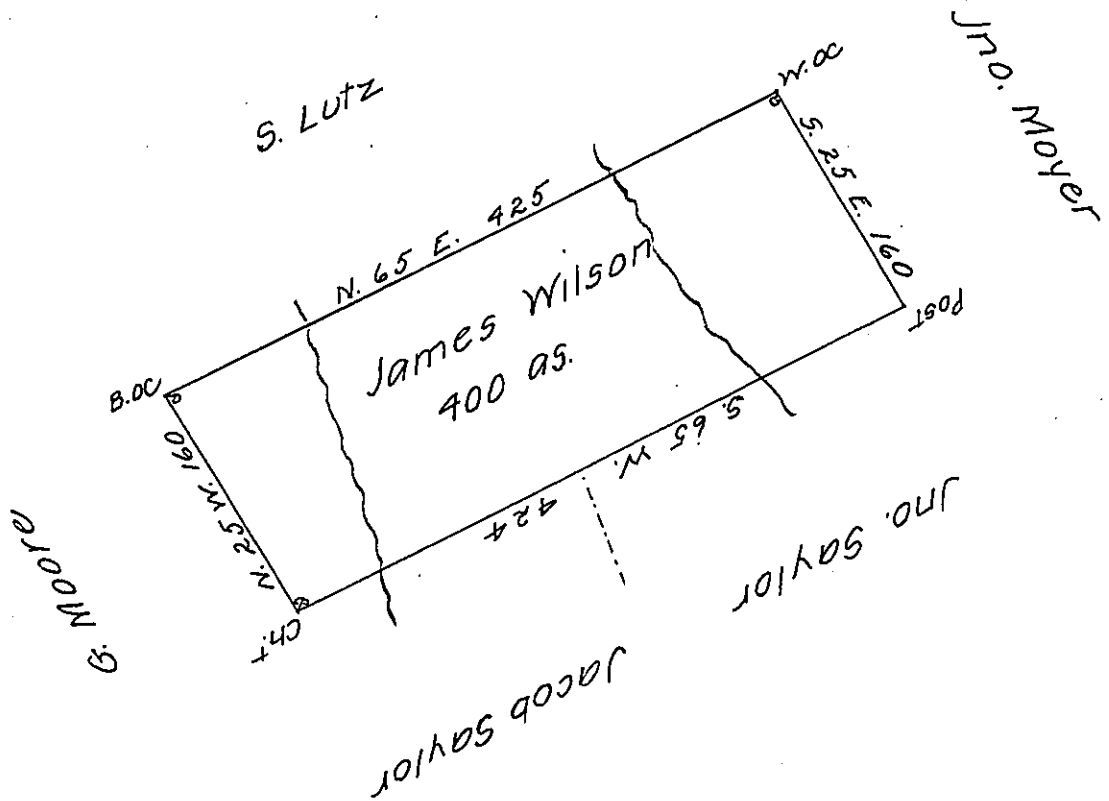 Jno. Moyer
S. Lutz
W. OC
S. 25 E. 160
N. 65 E. 425
James Wilson
400 as.
B. OC
Post
S. 65 W. 424
N. 25 W. 160
Ch.t
G. Moore
Jno. Saylor
Jacob Saylor